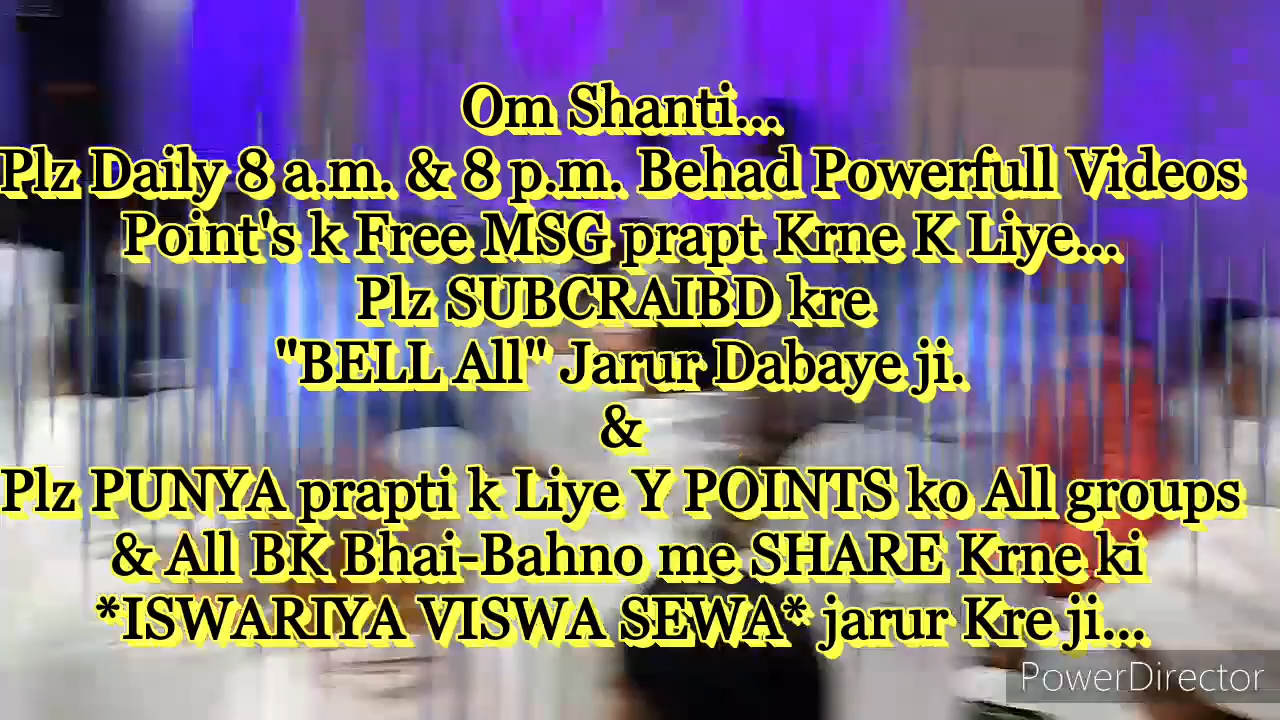 Om Shanti...
Plz Daily 8 a.m. & 8 p.m. Behad Powerfull Videos
Point's k Free MSG prapt Krne K Liye...
Plz SUBCRAIBD kre
"BELL All" Jarur Dabaye ji.
&
Plz PUNYA prapti k Liye Y POINTS ko All groups
& All BK Bhai-Bahno me SHARE Krne ki
*ISWARIYA VISWA SEWA* jarur Kre ji...
PowerDirector